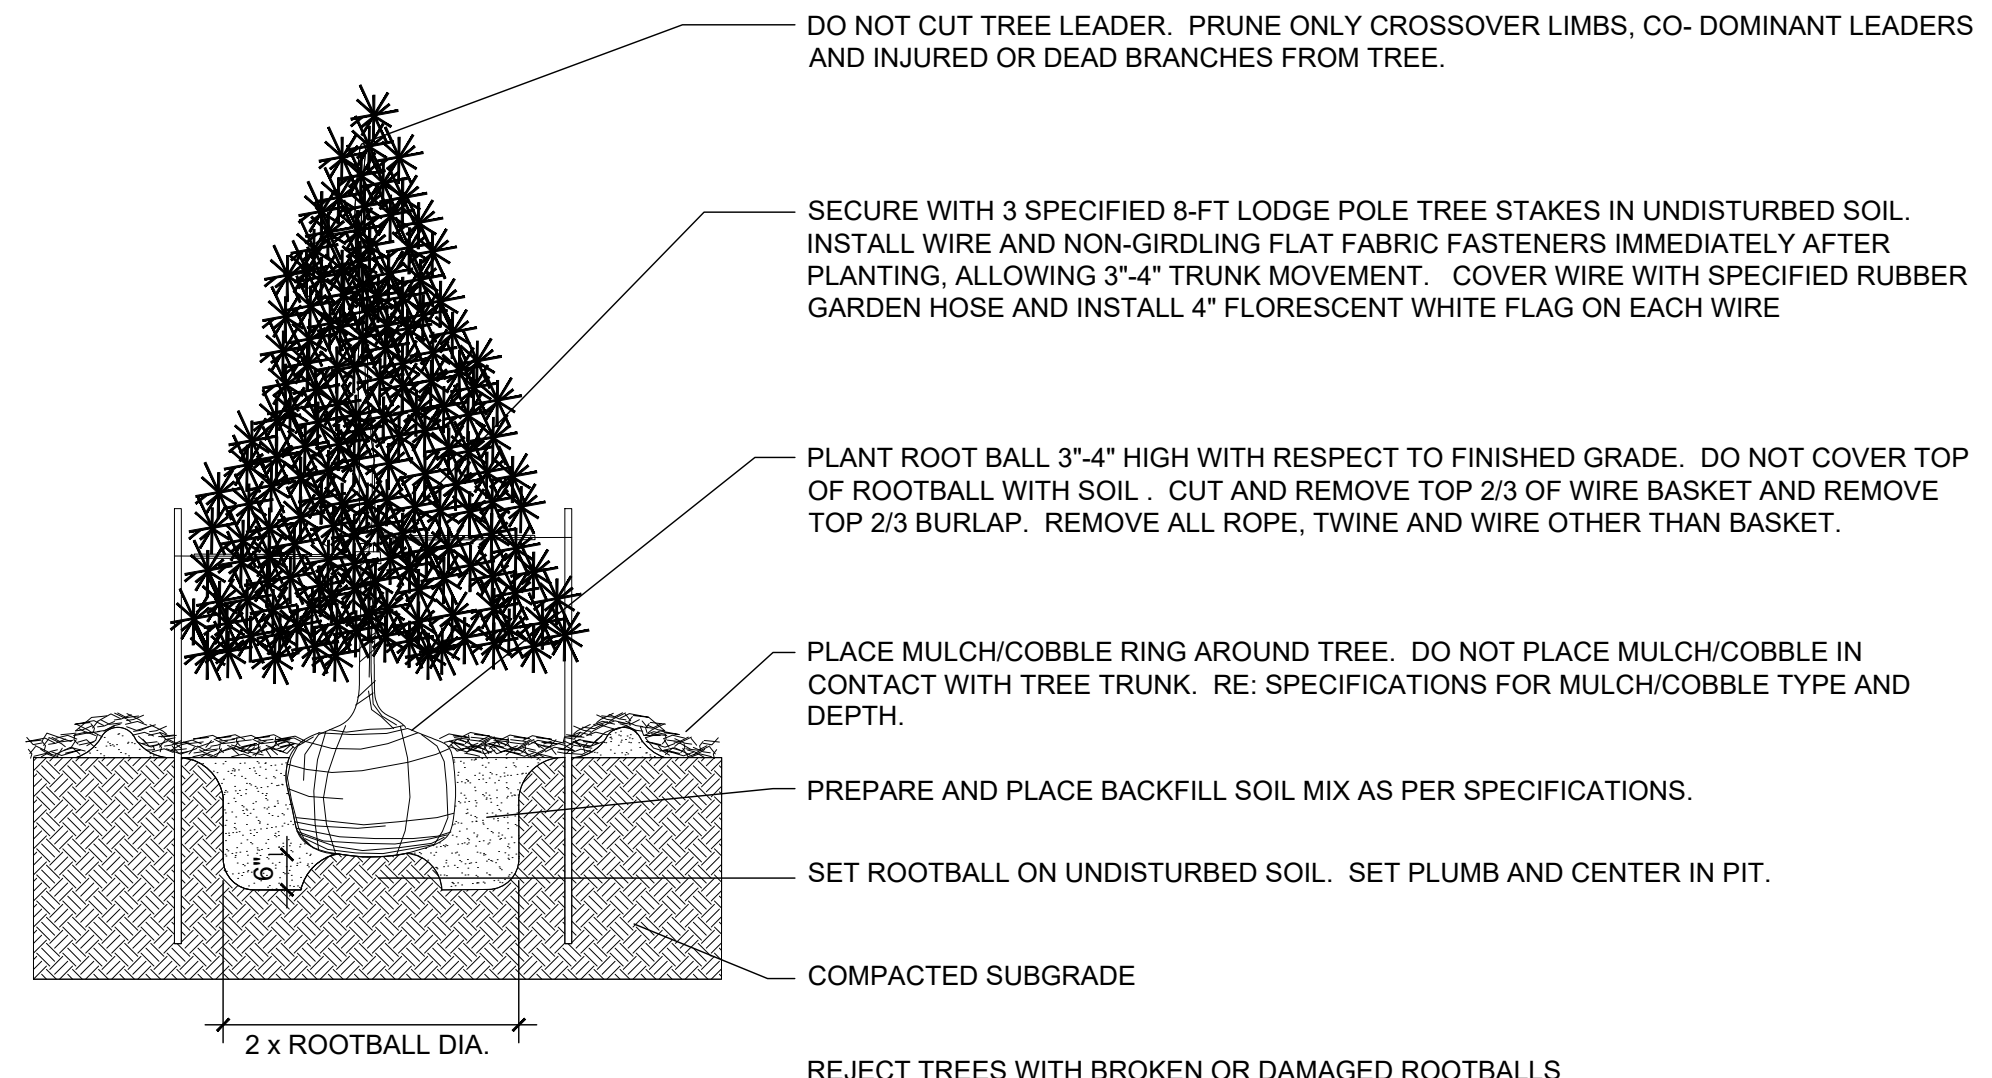 DO NOT CUT TREE LEADER. PRUNE ONLY CROSSOVER LIMBS, CO- DOMINANT LEADERS
AND INJURED OR DEAD BRANCHES FROM TREE.
SECURE WITH 3 SPECIFIED 8-FT LODGE POLE TREE STAKES IN UNDISTURBED SOIL.
INSTALL WIRE AND NON-GIRDLING FLAT FABRIC FASTENERS IMMEDIATELY AFTER
PLANTING, ALLOWING 3"-4" TRUNK MOVEMENT. COVER WIRE WITH SPECIFIED RUBBER
GARDEN HOSE AND INSTALL 4" FLORESCENT WHITE FLAG ON EACH WIRE
PLANT ROOT BALL 3"-4" HIGH WITH RESPECT TO FINISHED GRADE. DO NOT COVER TOP
OF ROOTBALL WITH SOIL . CUT AND REMOVE TOP 2/3 OF WIRE BASKET AND REMOVE
TOP 2/3 BURLAP. REMOVE ALL ROPE, TWINE AND WIRE OTHER THAN BASKET.
PLACE MULCH/COBBLE RING AROUND TREE. DO NOT PLACE MULCH/COBBLE IN
CONTACT WITH TREE TRUNK. RE: SPECIFICATIONS FOR MULCH/COBBLE TYPE AND
DEPTH.
PREPARE AND PLACE BACKFILL SOIL MIX AS PER SPECIFICATIONS.
6"
SET ROOTBALL ON UNDISTURBED SOIL. SET PLUMB AND CENTER IN PIT.
COMPACTED SUBGRADE
2 x ROOTBALL DIA.
REJECT TREES WITH BROKEN OR DAMAGED ROOTBALLS